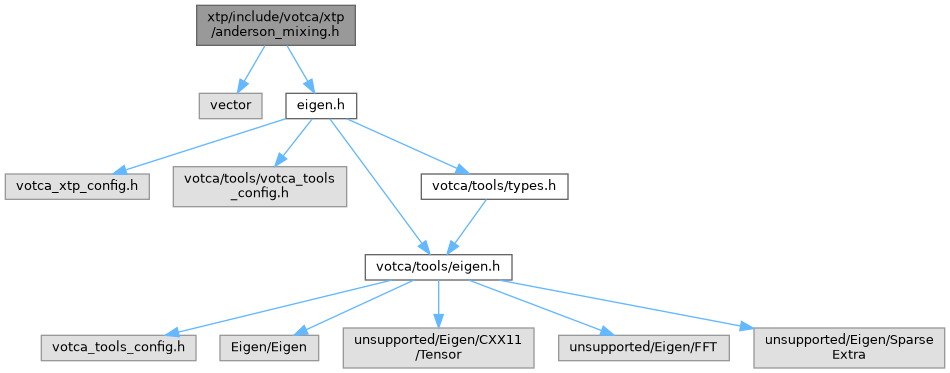 xtp/include/votca/xtp
/anderson_mixing.h
vector
eigen.h
votca_xtp_config.h
votca/tools/votca_tools
_config.h
votca/tools/types.h
votca/tools/eigen.h
votca_tools_config.h
Eigen/Eigen
unsupported/Eigen/CXX11
/Tensor
unsupported/Eigen/FFT
unsupported/Eigen/Sparse
Extra